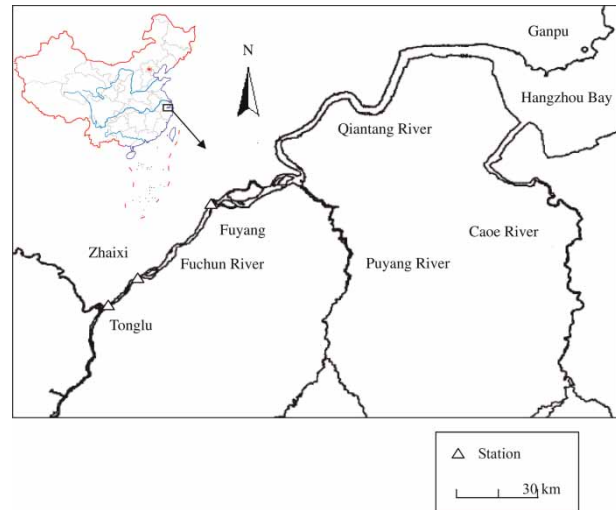 Ganpu
N
Hangzhou Bay
Qiantang River
Fuyang
Caoe River
Zhaixi
Fuchun River
Puyang River
Tonglu
Station
30 km